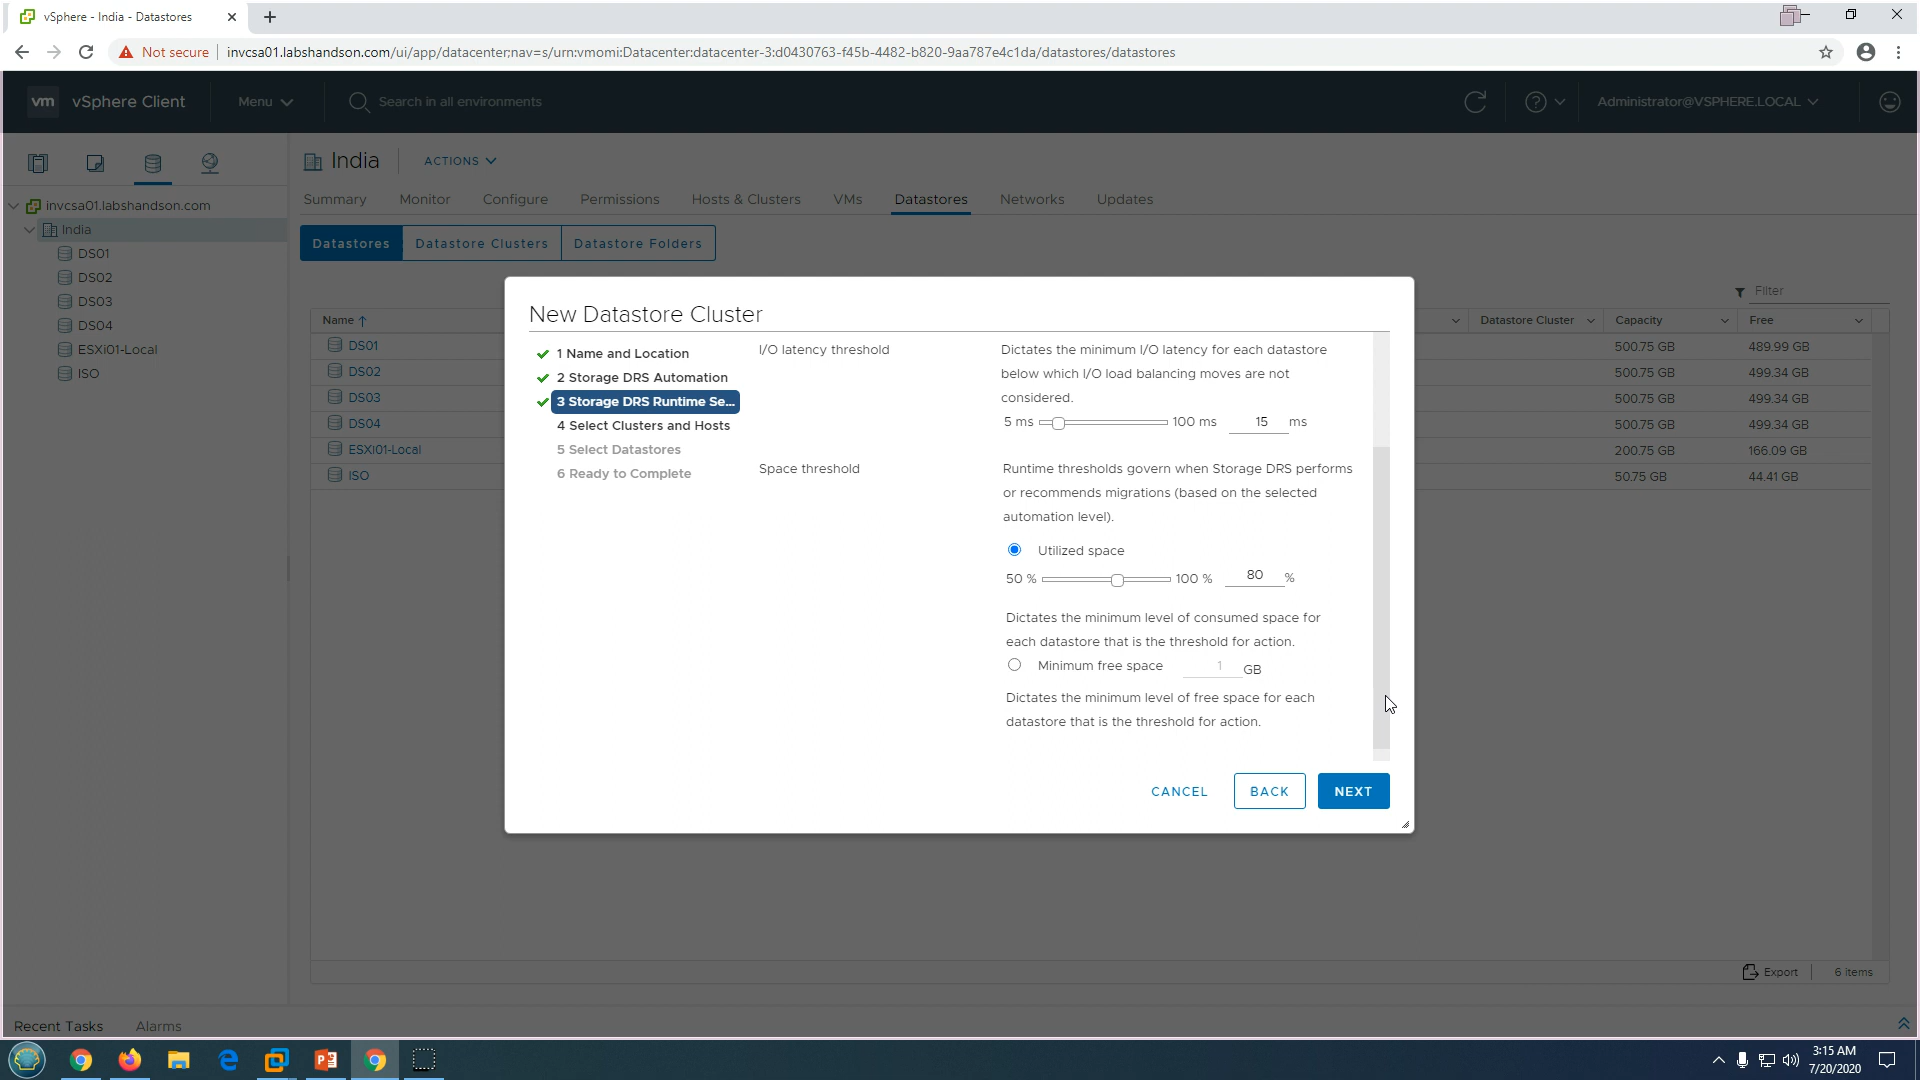 vSphere - India - Datastores
Not secure
invcsa01.labshandson.com/ui/app/datacenter;nav=s/urn:vmomi:Datacenter:datacenter-3:d0430763-f45b-4482-b820-9aa787e4c1da/datastores/datastores
vm vSphere Client Menu Search in all environments Administrator@VSPHERE.LOCAL
India ACTIONS
Summary Monitor Configure Permissions Hosts & Clusters VMs Datastores Networks Updates
invcsa01.labshandson.com
India
DS01
DS02
DS03
DS04
ESXi01-Local
ISO
Datastores Datastore Clusters Datastore Folders
Filter
Name Datastore Cluster Capacity Free
DS01 500.75 GB 489.99 GB
DS02 500.75 GB 499.34 GB
DS03 500.75 GB 499.34 GB
DS04 500.75 GB 499.34 GB
ESXi01-Local 200.75 GB 166.09 GB
ISO 50.75 GB 44.41 GB
New Datastore Cluster
1 Name and Location
2 Storage DRS Automation
3 Storage DRS Runtime Se...
4 Select Clusters and Hosts
5 Select Datastores
6 Ready to Complete
I/O latency threshold
Dictates the minimum I/O latency for each datastore
below which I/O load balancing moves are not
considered.
5 ms 100 ms 15 ms
Space threshold
Runtime thresholds govern when Storage DRS performs
or recommends migrations (based on the selected
automation level).
Utilized space
50 % 100 % 80 %
Dictates the minimum level of consumed space for
each datastore that is the threshold for action.
Minimum free space 1 GB
Dictates the minimum level of free space for each
datastore that is the threshold for action.
CANCEL BACK NEXT
Export 6 items
Recent Tasks Alarms
3:15 AM
7/20/2020